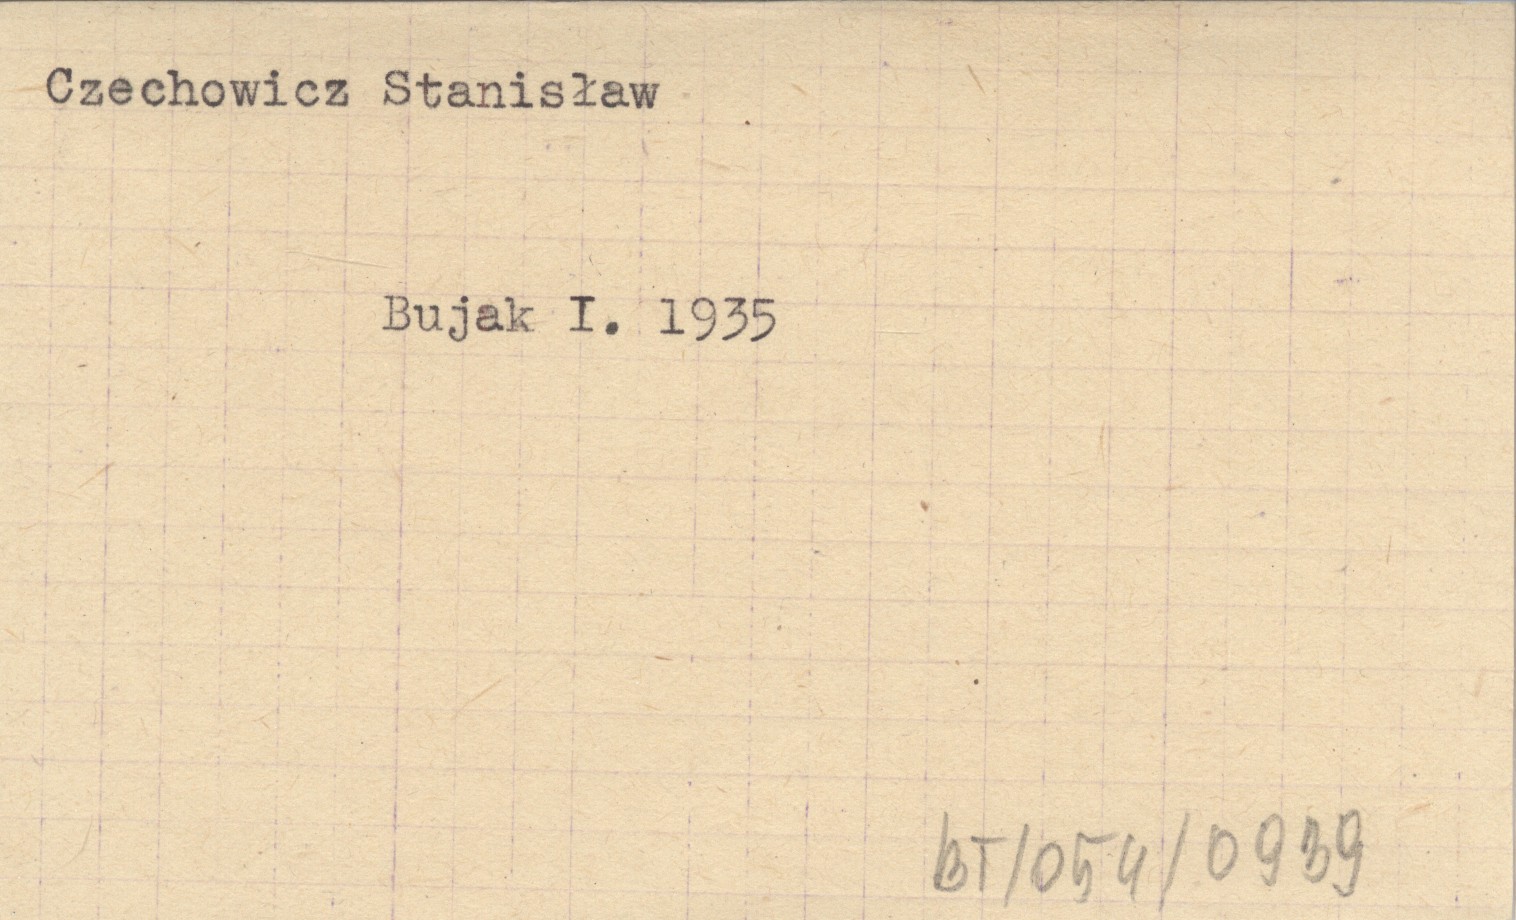 Czechowicz Stanisław
Bujak I. 1935
BT/054/0939